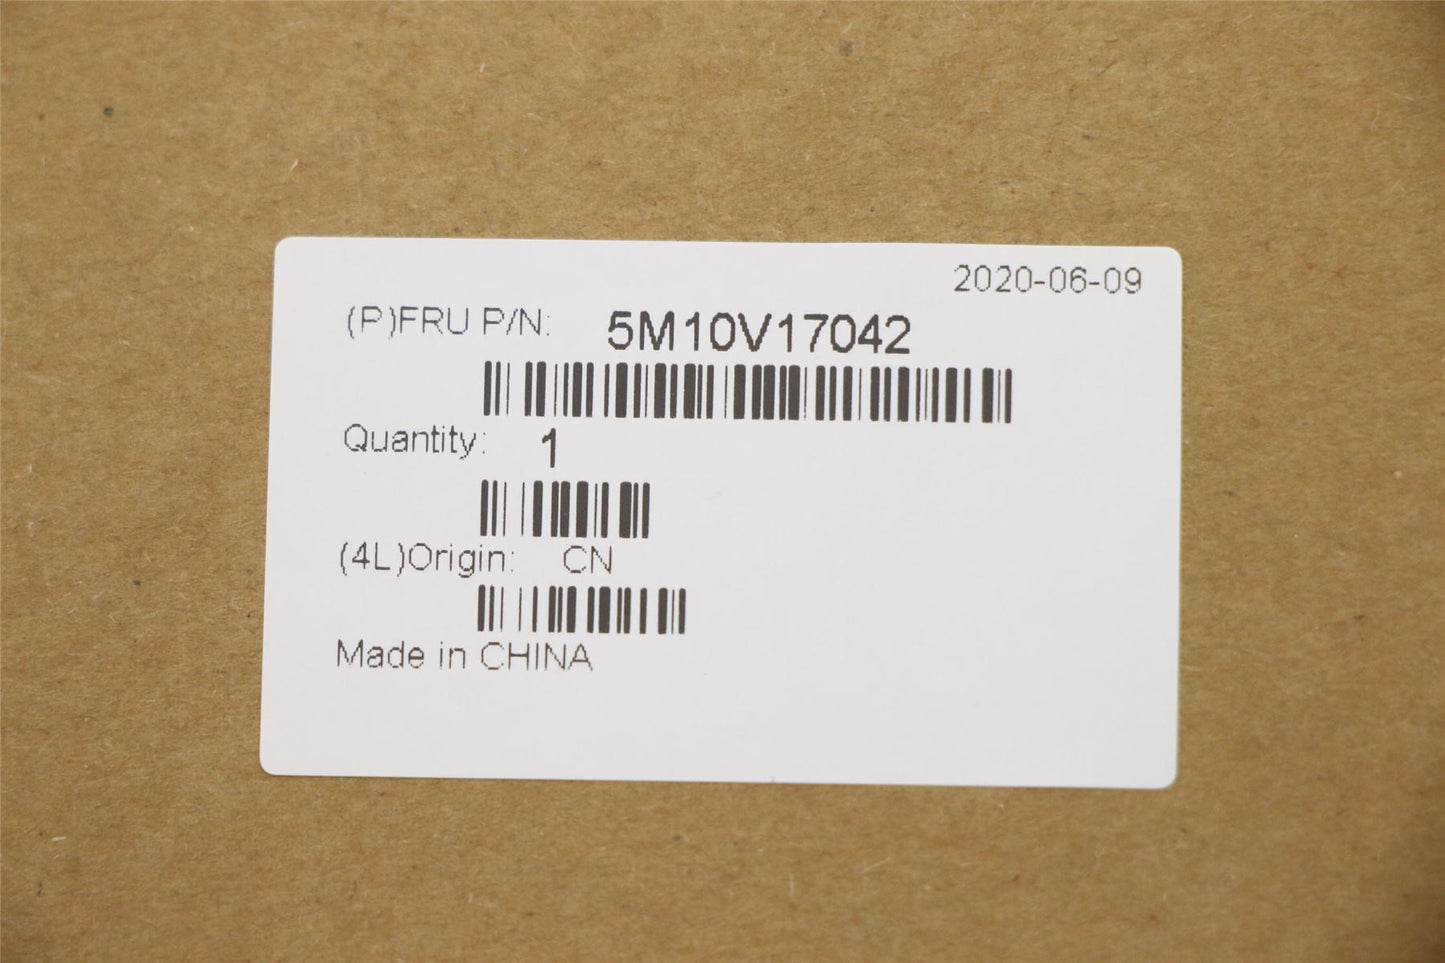 2020-06-09
(P)FRU P/N: 5M10V17042
Quantity: 1
(4L)Origin: CN
Made in CHINA